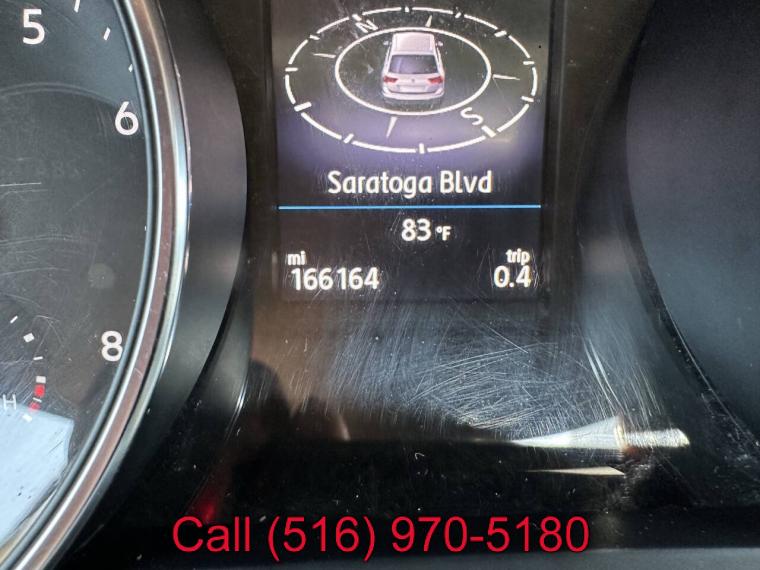 5
6
8
H
N
S
Saratoga Blvd
83 °F
mi
trip
166164
0.4
Call (516) 970-5180